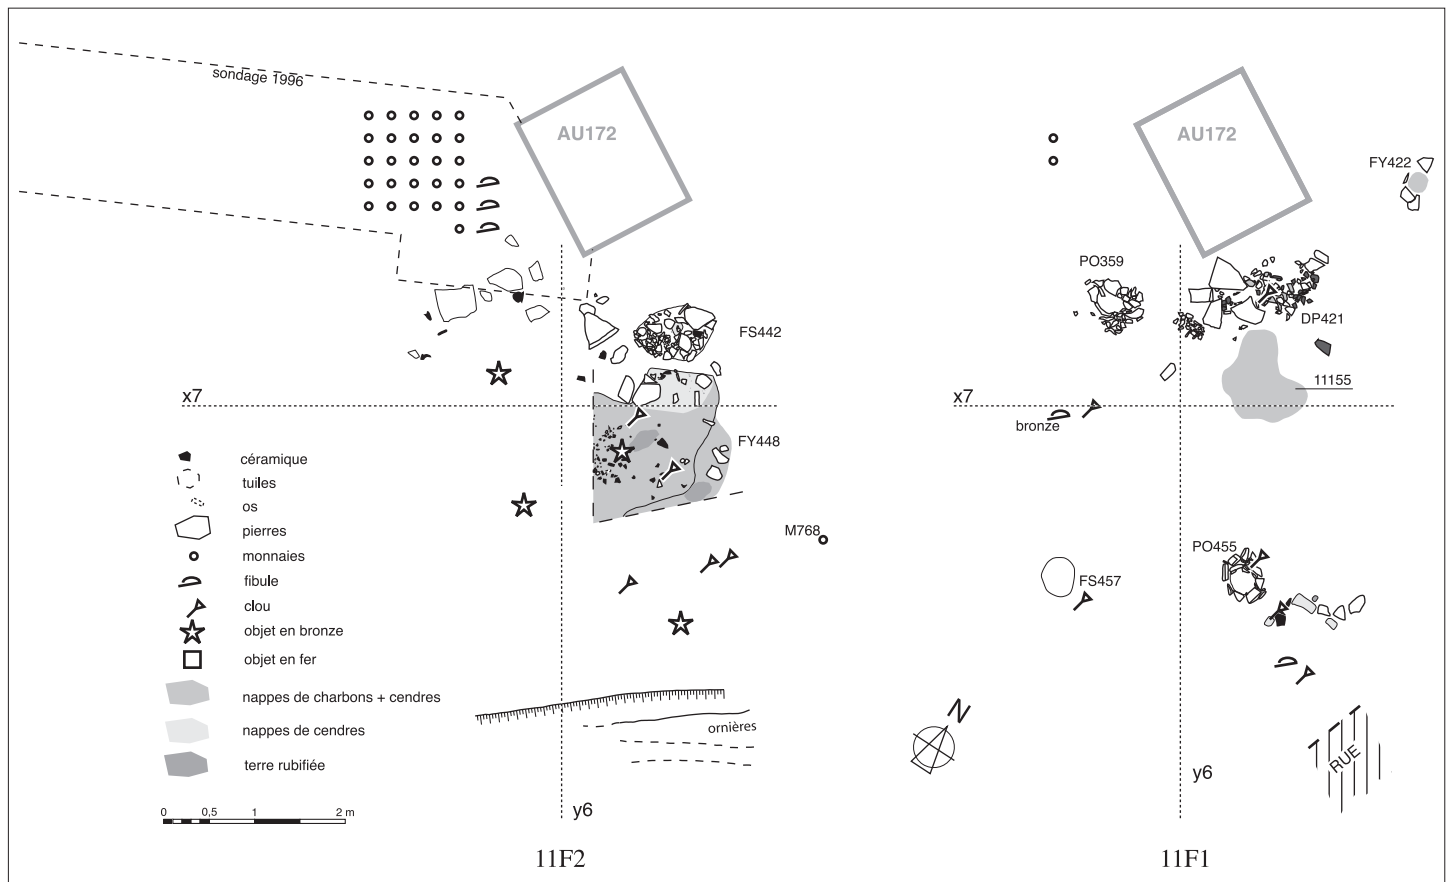 sondage 1996
AU172
FS442
x7
FY448
M768
céramique
tuiles
os
pierres
monnaies
fibule
clou
objet en bronze
objet en fer
nappes de charbons + cendres
nappes de cendres
terre rubifiée
0 0,5 1 2 m
ornières
y6
11F2
N
AU172
FY422
PO359
DP421
11155
x7
bronze
PO455
FS457
RUE
y6
11F1